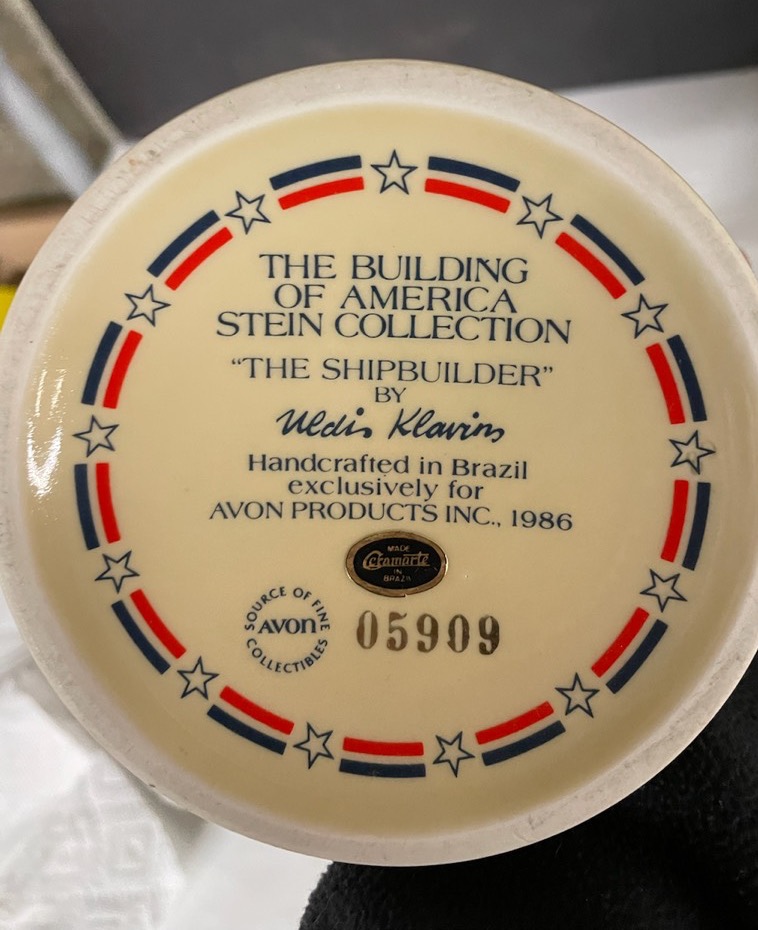 THE BUILDING
OF AMERICA
STEIN COLLECTION
“THE SHIPBUILDER”
BY
Uldis Klavins
Handcrafted in Brazil
exclusively for
AVON PRODUCTS INC., 1986
MADE
Ceramarte
IN
BRAZIL
SOURCE OF FINE
AVON
COLLECTIBLES
05909